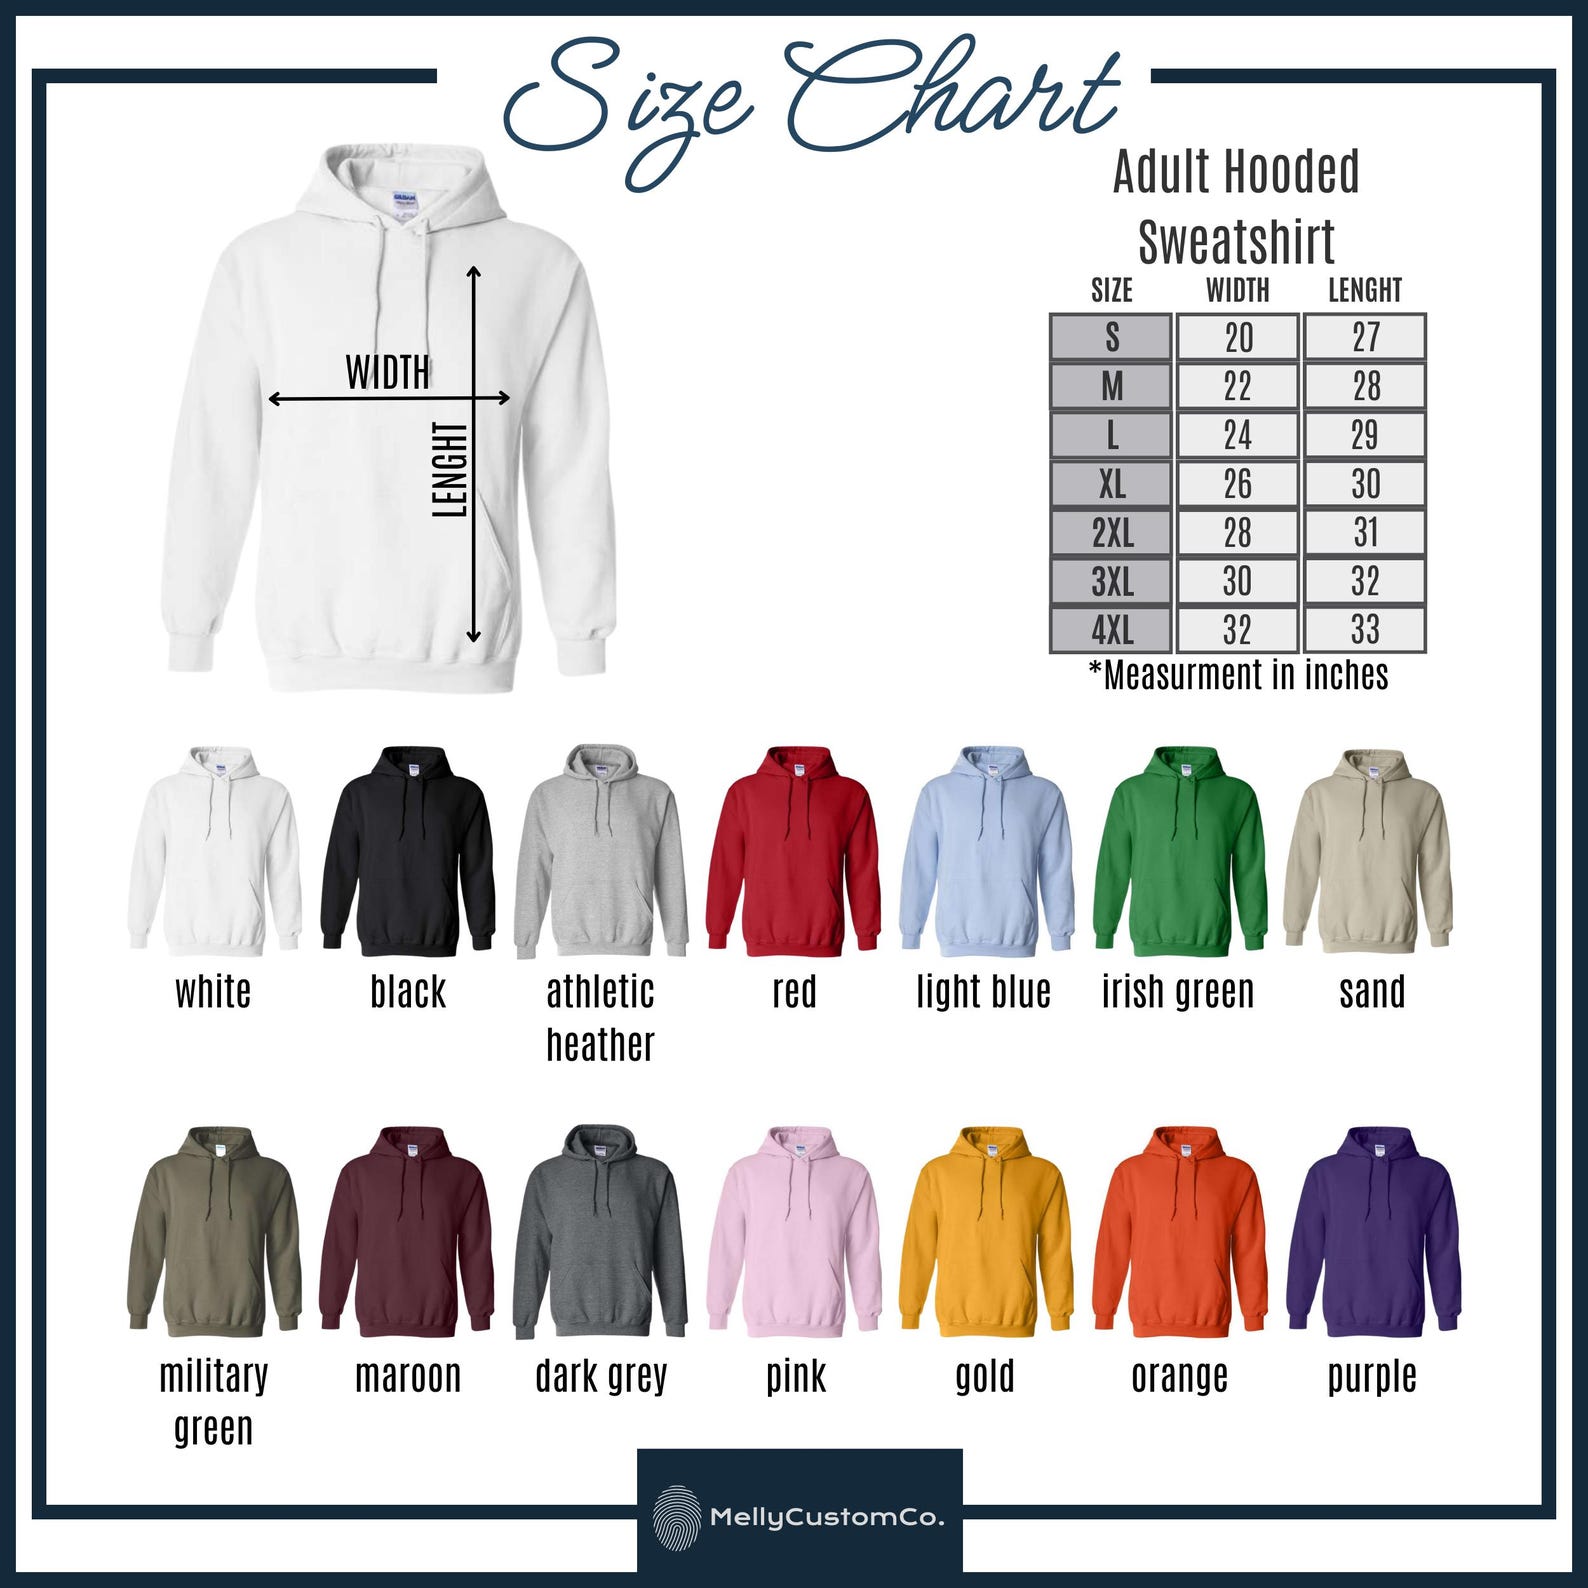 Size Chart
Adult Hooded
Sweatshirt
SIZE WIDTH LENGHT
S 20 27
M 22 28
L 24 29
XL 26 30
2XL 28 31
3XL 30 32
4XL 32 33
*Measurment in inches
WIDTH
LENGHT
white black athletic heather red light blue irish green sand
military green maroon dark grey pink gold orange purple
MellyCustomCo.